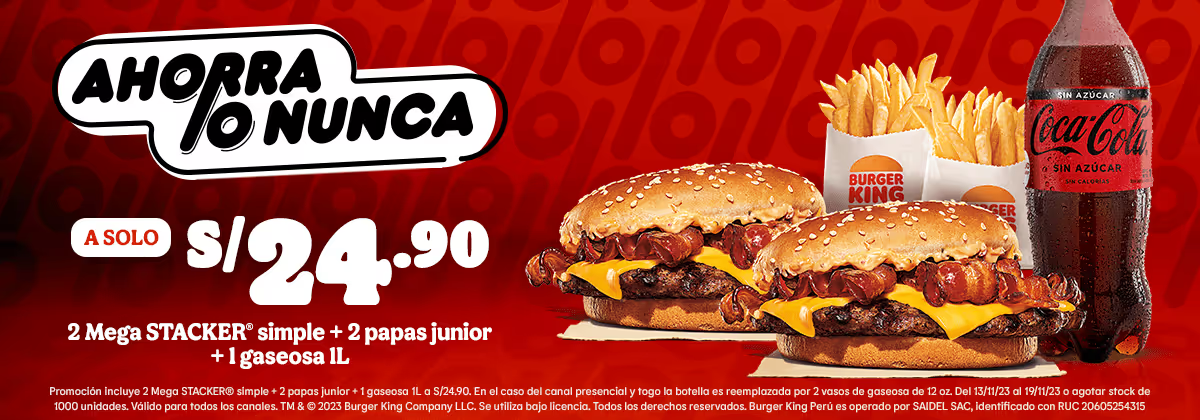 AHORRA
O NUNCA
A SOLO
S/24.90
2 Mega STACKER® simple + 2 papas junior
+ 1 gaseosa 1L
BURGER
KING
BURGER
SIN AZÚCAR
Coca-Cola
SIN AZÚCAR
SIN CALORÍAS
Promoción incluye 2 Mega STACKER® simple + 2 papas junior + 1 gaseosa 1L a S/24.90. En el caso del canal presencial y togo la botella es reemplazada por 2 vasos de gaseosa de 12 oz. Del 13/11/23 al 19/11/23 o agotar stock de
1000 unidades. Válido para todos los canales. TM & © 2023 Burger King Company LLC. Se utiliza bajo licencia. Todos los derechos reservados. Burger King Perú es operado por SAIDEL SAC, identificado con RUC 20605254315